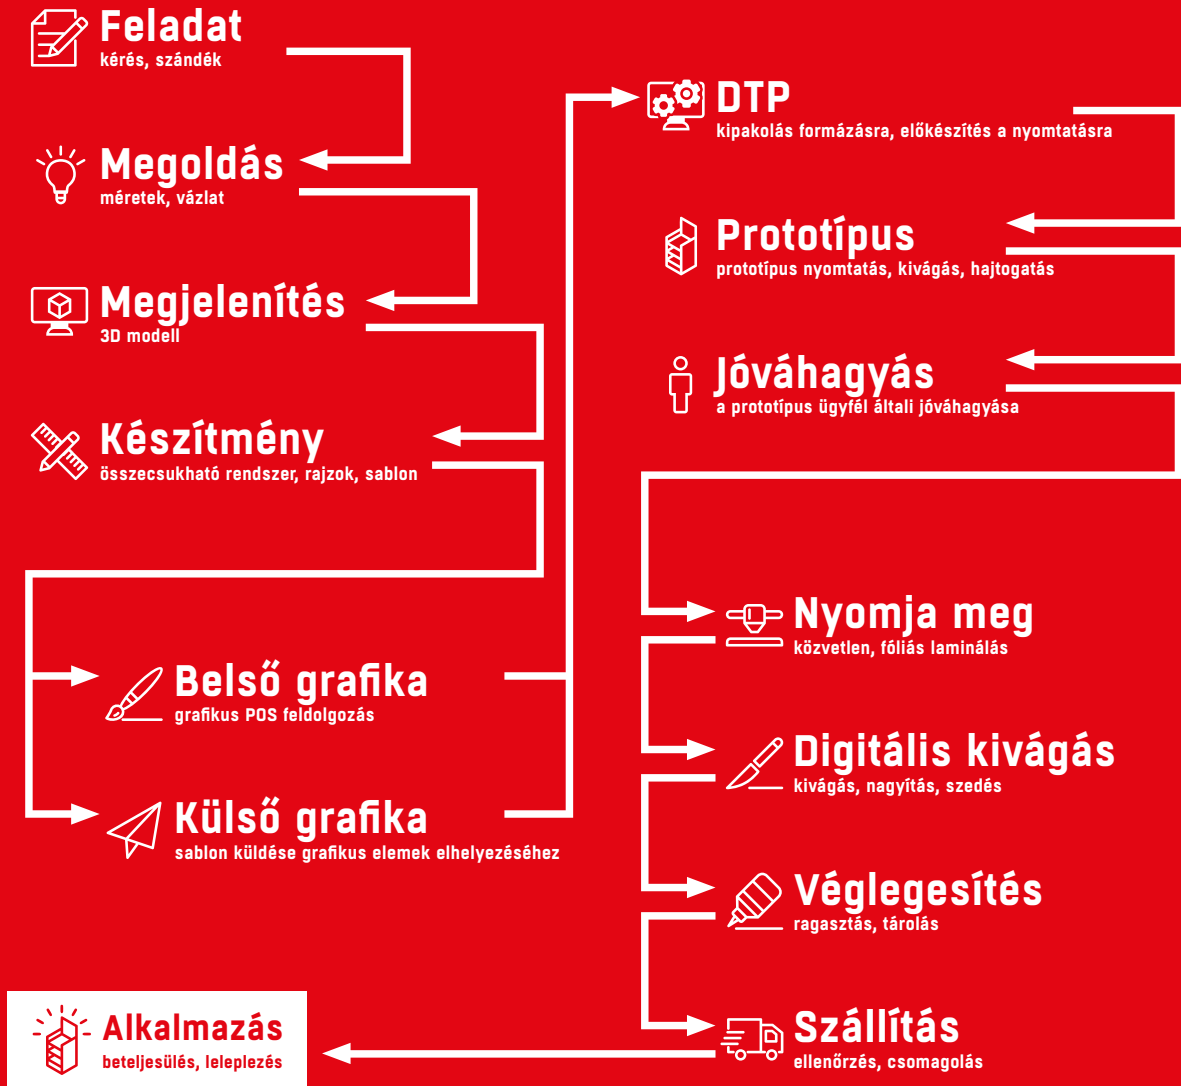 Feladat
kérés, szándék
Megoldás
méretek, vázlat
Megjelenítés
3D modell
Készítmény
összecsukható rendszer, rajzok, sablon
Belső grafika
grafikus POS feldolgozás
Külső grafika
sablon küldése grafikus elemek elhelyezéséhez
DTP
kipakolás formázásra, előkészítés a nyomtatásra
Prototípus
prototípus nyomtatás, kivágás, hajtogatás
Jóváhagyás
a prototípus ügyfél általi jóváhagyása
Nyomja meg
közvetlen, fóliás laminálás
Digitális kivágás
kivágás, nagyítás, szedés
Véglegesítés
ragasztás, tárolás
Szállítás
ellenőrzés, csomagolás
Alkalmazás
beteljesülés, leleplezés